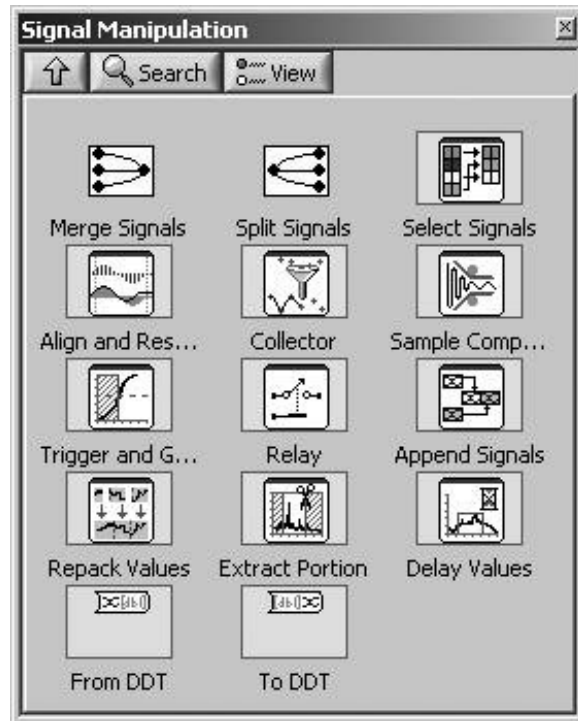 Signal Manipulation
Search View
Merge Signals Split Signals Select Signals
Align and Res... Collector Sample Comp...
Trigger and G... Relay Append Signals
Repack Values Extract Portion Delay Values
From DDT To DDT